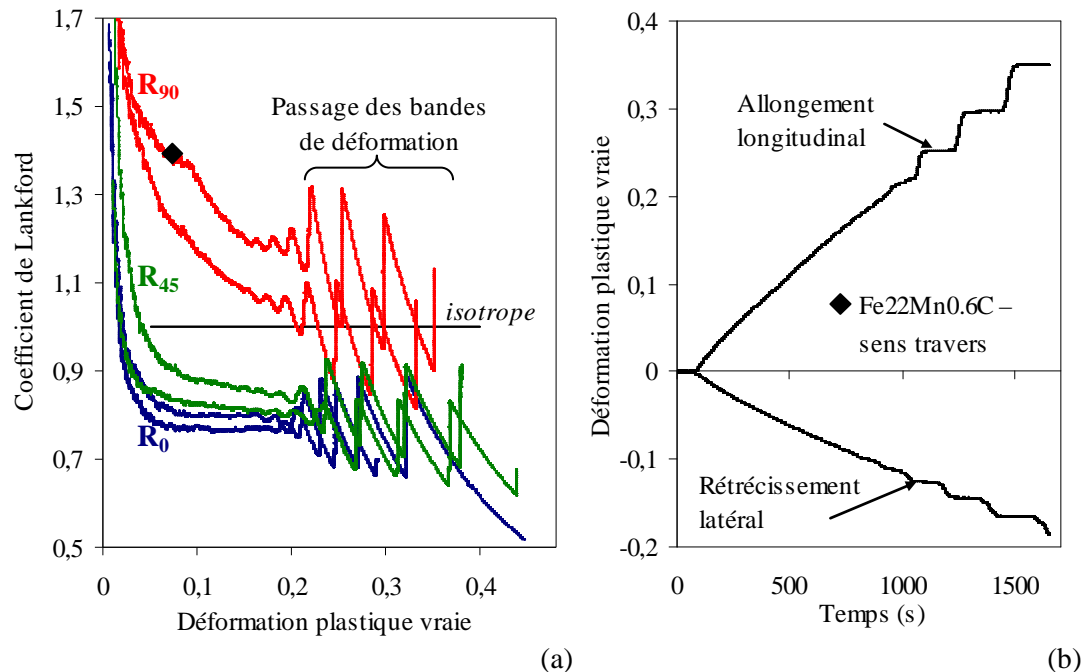 1,7
1,5
1,3
1,1
0,9
0,7
0,5
Coefficient de Lankford
R90
R45
R0
Passage des bandes
de déformation
isotrope
0
0,1
0,2
0,3
0,4
Déformation plastique vraie
(a)
0,4
0,3
0,2
0,1
0
-0,1
-0,2
Déformation plastique vraie
Allongement
longitudinal
Fe22Mn0.6C –
sens travers
Rétrécissement
latéral
0
500
1000
1500
Temps (s)
(b)